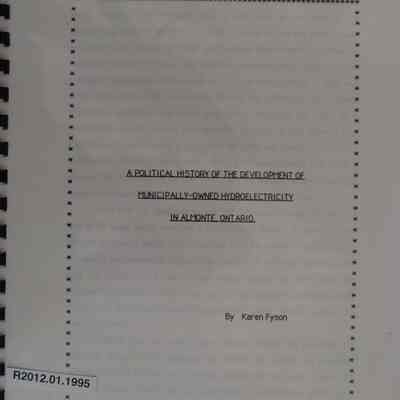 A POLITICAL HISTORY OF THE DEVELOPMENT OF
MUNICIPALLY-OWNED HYDROELECTRICITY
IN ALMONTE, ONTARIO.
By Karen Fyson
R2012.01.1995